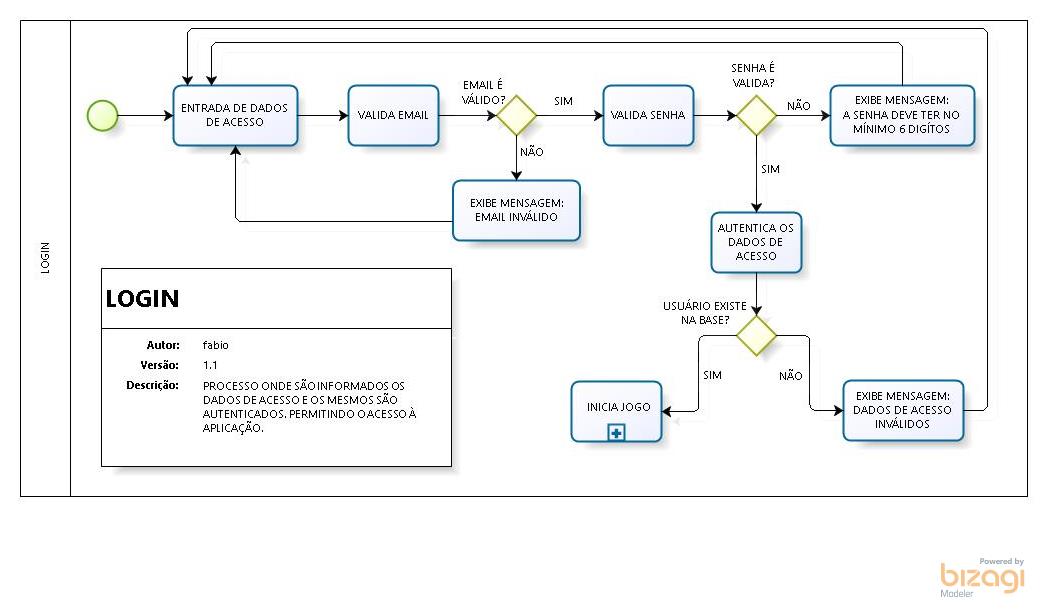 LOGIN
ENTRADA DE DADOS
DE ACESSO
VALIDA EMAIL
EMAIL É
VÁLIDO?
SIM
NÃO
EXIBE MENSAGEM:
EMAIL INVÁLIDO
VALIDA SENHA
SENHA É
VALIDA?
NÃO
SIM
EXIBE MENSAGEM:
A SENHA DEVE TER NO
MÍNIMO 6 DIGÍTOS
AUTENTICA OS
DADOS DE
ACESSO
USUÁRIO EXISTE
NA BASE?
SIM
NÃO
INICIA JOGO
EXIBE MENSAGEM:
DADOS DE ACESSO
INVÁLIDOS
LOGIN
Autor: fabio
Versão: 1.1
Descrição: PROCESSO ONDE SÃO INFORMADOS OS
DADOS DE ACESSO E OS MESMOS SÃO
AUTENTICADOS. PERMITINDO O ACESSO À
APLICAÇÃO.
Powered by
bizagi
Modeler